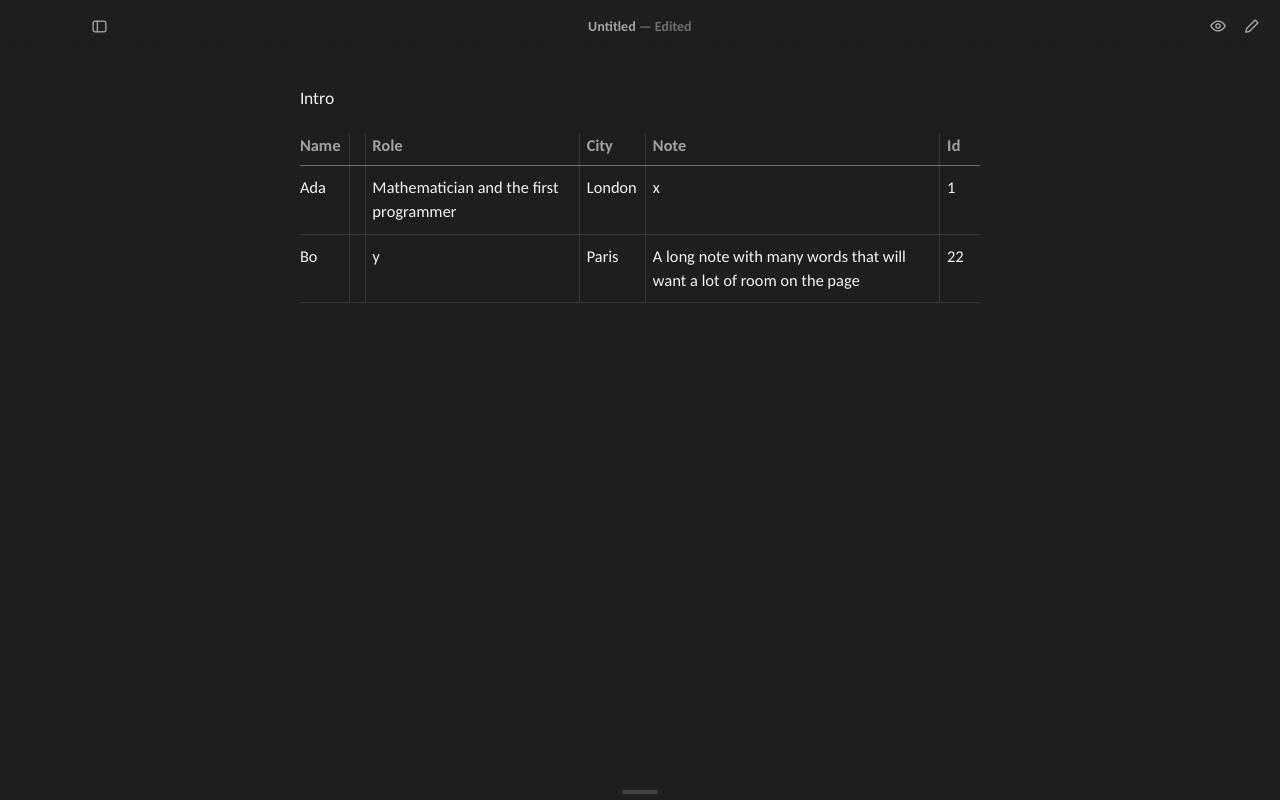 Untitled — Edited
Intro
Name Role City Note Id
Ada Mathematician and the first programmer London x 1
Bo y Paris A long note with many words that will want a lot of room on the page 22